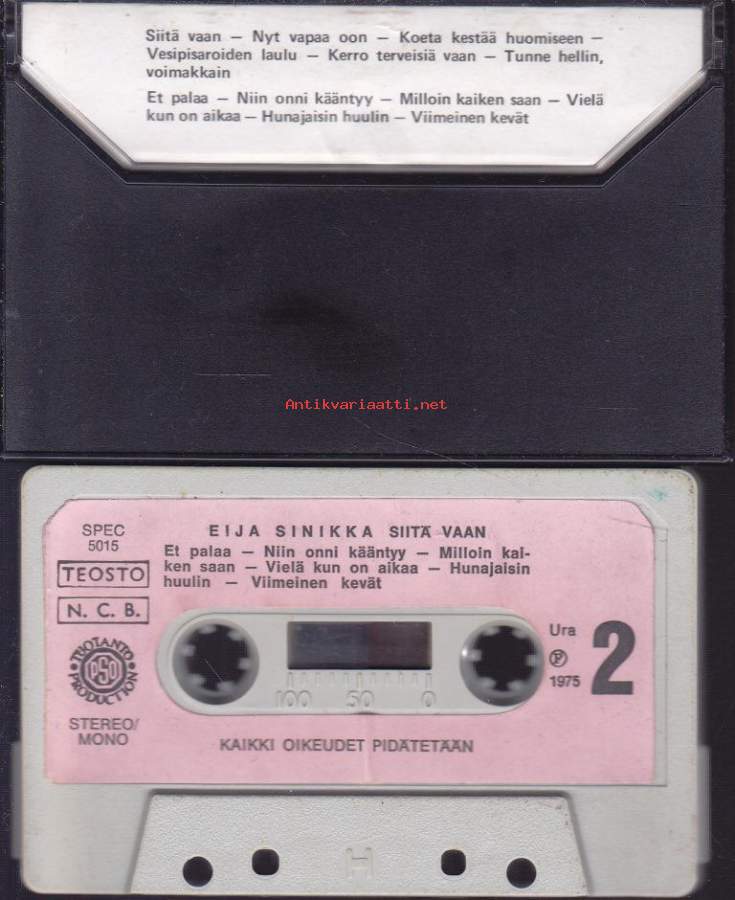 Siitä vaan — Nyt vapaa oon — Koeta kestää huomiseen —
Vesipisaroiden laulu — Kerro terveisiä vaan — Tunne hellin,
voimakkain
Et palaa — Niin onni kääntyy — Milloin kaiken saan — Vielä
kun on aikaa — Hunajaisin huulin — Viimeinen kevät
Antikvariaatti.net
SPEC
5015
EIJA SINIKKA SIITÄ VAAN
Et palaa — Niin onni kääntyy — Milloin kai-
ken saan — Vielä kun on aikaa — Hunajaisin
huulin — Viimeinen kevät
TEOSTO
N. C. B.
TUOTANTO
PSO
PRODUCTION
STEREO/
MONO
100 50 0
Ura
2
Ⓟ
1975
KAIKKI OIKEUDET PIDÄTETÄÄN
H